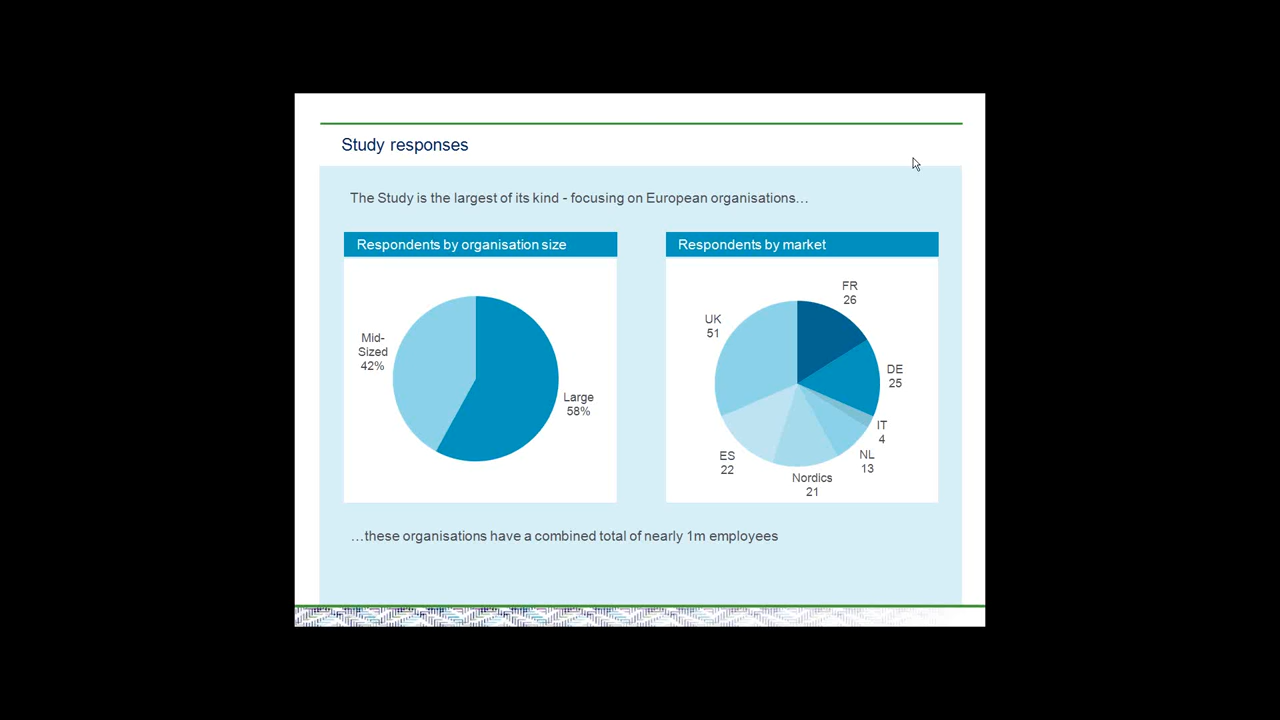 Study responses
The Study is the largest of its kind - focusing on European organisations…
Respondents by organisation size
Mid-
Sized
42%
Large
58%
Respondents by market
FR
26
UK
51
DE
25
IT
4
NL
13
ES
22
Nordics
21
…these organisations have a combined total of nearly 1m employees